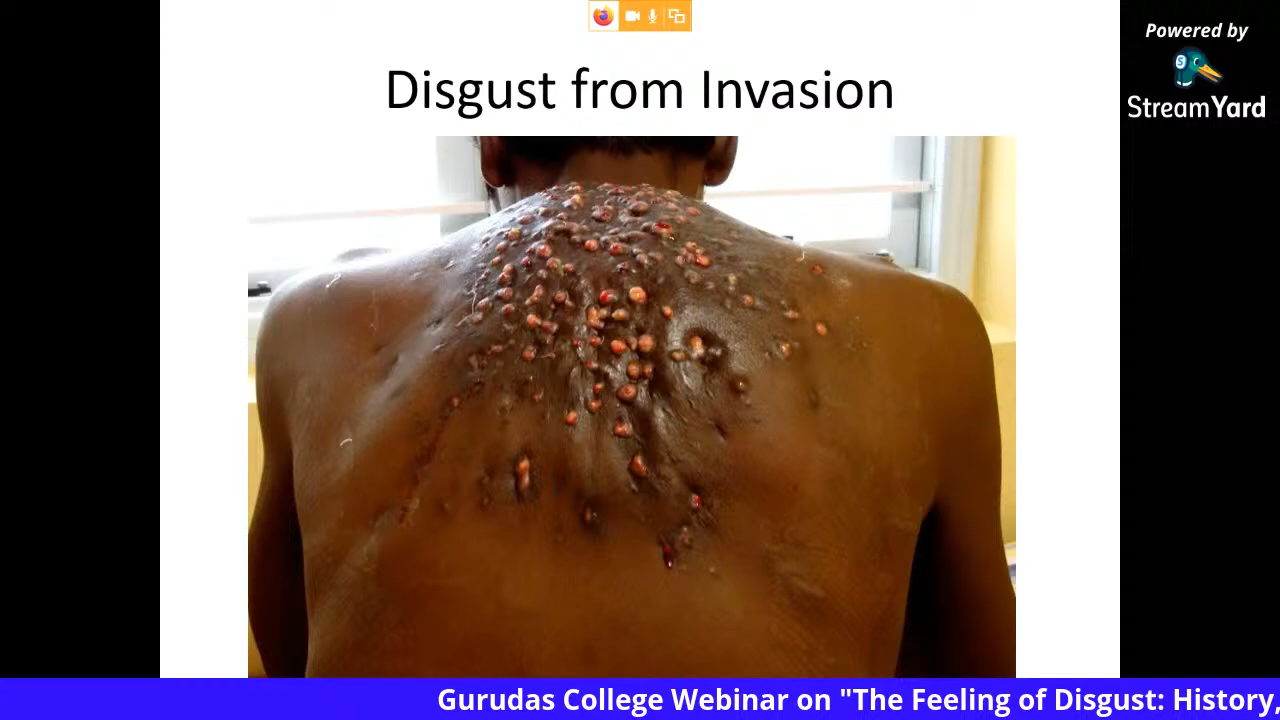 Disgust from Invasion
Powered by
StreamYard
Gurudas College Webinar on "The Feeling of Disgust: History,